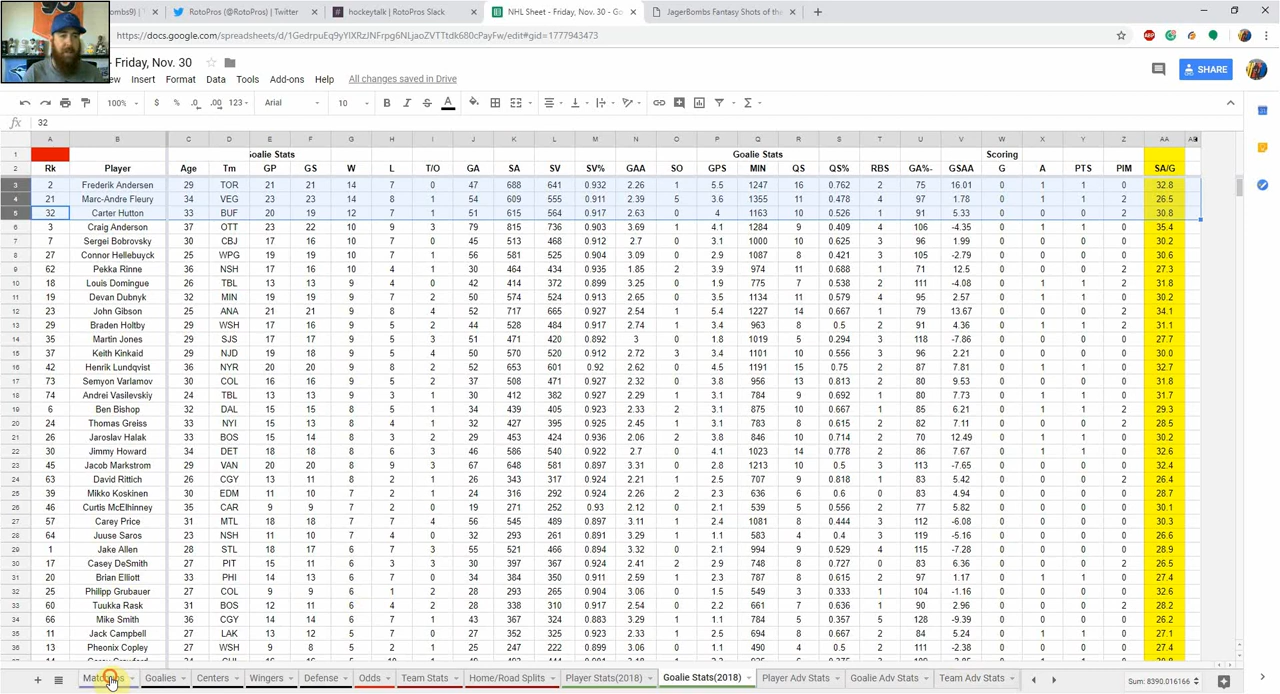 RotoPros (@RotoPros) | Twitter
hockeytalk | RotoPros Slack
NHL Sheet - Friday, Nov. 30 - Go
JagerBombs Fantasy Shots of the
https://docs.google.com/spreadsheets/d/1GedrpuEq9yYlXRzJNFrpg6NLjaoZVTTtdk680cPayFw/edit#gid=1777943473
- Friday, Nov. 30
Insert Format Data Tools Add-ons Help All changes saved in Drive
SHARE
100% $ % .0 .00 123 Arial 10 B I S A
fx 32
A B C D E F G H I J K L M N O P Q R S T U V W X Y Z AA
1 Goalie Stats Goalie Stats Scoring
2 Rk Player Age Tm GP GS W L T/O GA SA SV SV% GAA SO GPS MIN QS QS% RBS GA%- GSAA G A PTS PIM SA/G
3 2 Frederik Andersen 29 TOR 21 21 14 7 0 47 688 641 0.932 2.26 1 5.5 1247 16 0.762 2 75 16.01 0 1 1 0 32.8
4 21 Marc-Andre Fleury 34 VEG 23 23 14 8 1 54 609 555 0.911 2.39 5 3.6 1355 11 0.478 4 97 1.78 0 1 1 0 26.5
5 32 Carter Hutton 33 BUF 20 19 12 7 1 51 615 564 0.917 2.63 0 4 1163 10 0.526 1 91 5.33 0 0 0 0 30.8
6 3 Craig Anderson 37 OTT 23 22 10 9 3 79 815 736 0.903 3.69 0 4.1 1284 9 0.409 4 106 -4.35 0 1 1 0 35.4
7 7 Sergei Bobrovsky 30 CBJ 17 16 10 7 0 45 513 468 0.912 2.7 0 3.1 1000 10 0.625 3 96 1.99 0 1 1 0 30.2
8 27 Connor Hellebuyck 25 WPG 19 19 10 7 1 56 581 525 0.904 3.09 0 2.9 1087 8 0.421 3 105 -2.79 0 1 1 0 30.6
9 62 Pekka Rinne 36 NSH 17 16 10 4 1 30 464 434 0.935 1.85 2 3.9 974 11 0.688 1 71 12.5 0 0 0 2 27.3
10 18 Louis Domingue 26 TBL 13 13 9 4 0 42 414 372 0.899 3.25 0 1.9 775 7 0.538 2 111 -4.08 0 1 1 0 31.8
11 19 Devan Dubnyk 32 MIN 19 19 9 7 2 50 574 524 0.913 2.65 0 3.5 1134 11 0.579 4 95 2.57 0 1 1 0 30.2
12 23 John Gibson 25 ANA 21 21 9 8 4 52 717 665 0.927 2.54 1 5.4 1227 14 0.667 1 79 13.67 0 1 1 0 34.1
13 29 Braden Holtby 29 WSH 17 16 9 5 2 44 528 484 0.917 2.74 1 3.4 963 8 0.5 2 91 4.36 0 1 1 0 31.1
14 35 Martin Jones 29 SJS 17 17 9 5 3 51 471 420 0.892 3 1 1.8 1019 5 0.294 3 118 -7.86 0 1 1 0 27.7
15 37 Keith Kinkaid 29 NJD 19 18 9 5 4 50 570 520 0.912 2.72 3 3.4 1101 10 0.556 3 96 2.21 0 1 1 0 30.0
16 42 Henrik Lundqvist 36 NYR 20 20 9 8 2 52 653 601 0.92 2.62 0 4.5 1191 15 0.75 2 87 7.81 0 1 1 0 32.7
17 73 Semyon Varlamov 30 COL 16 16 9 5 2 37 508 471 0.927 2.32 0 3.8 956 13 0.813 2 80 9.53 0 1 1 0 31.8
18 74 Andrei Vasilevskiy 24 TBL 13 13 9 3 1 30 412 382 0.927 2.29 1 3.1 784 9 0.692 3 80 7.73 0 1 1 0 31.7
19 6 Ben Bishop 32 DAL 15 15 8 5 1 34 439 405 0.923 2.33 2 3.1 875 10 0.667 1 85 6.21 0 1 1 2 29.3
20 24 Thomas Greiss 33 NYI 15 13 8 4 1 32 427 395 0.925 2.45 1 3.1 783 8 0.615 2 82 7.11 0 0 0 0 28.5
21 26 Jaroslav Halak 33 BOS 15 14 8 3 2 29 453 424 0.936 2.06 2 3.8 846 10 0.714 0 70 12.49 0 1 1 0 30.2
22 30 Jimmy Howard 34 DET 18 18 8 6 3 46 586 540 0.922 2.7 0 4.1 1023 14 0.778 2 86 7.67 0 1 1 0 32.6
23 45 Jacob Markstrom 29 VAN 20 20 8 9 3 67 648 581 0.897 3.31 0 2.8 1213 10 0.5 3 113 -7.65 0 1 1 0 32.4
24 63 David Rittich 26 CGY 13 11 8 2 1 26 343 317 0.924 2.21 1 2.5 707 9 0.818 1 83 5.42 0 1 1 0 26.4
25 39 Mikko Koskinen 30 EDM 11 10 7 2 1 24 316 292 0.924 2.26 2 2.3 636 6 0.6 0 83 4.94 0 0 0 0 28.7
26 46 Curtis McElhinney 35 CAR 9 9 7 2 0 19 271 252 0.93 2.12 0 2.1 537 6 0.667 0 77 5.82 0 0 0 0 30.1
27 57 Carey Price 31 MTL 18 18 7 7 4 56 545 489 0.897 3.11 1 2.4 1081 8 0.444 3 112 -6.08 0 1 1 0 30.3
28 64 Juuse Saros 23 NSH 11 10 7 4 0 32 293 261 0.891 3.29 1 1.1 583 4 0.4 3 119 -5.16 0 0 0 0 26.6
29 1 Jake Allen 28 STL 18 17 6 7 3 55 521 466 0.894 3.32 0 2.1 994 9 0.529 4 115 -7.28 0 1 1 0 28.9
30 17 Casey DeSmith 27 PIT 15 11 6 3 3 30 397 367 0.924 2.41 2 2.9 748 8 0.727 0 83 6.36 0 0 0 0 26.5
31 20 Brian Elliott 33 PHI 14 13 6 7 0 34 384 350 0.911 2.59 1 2.3 787 8 0.615 2 97 1.17 0 1 1 0 27.4
32 25 Philipp Grubauer 27 COL 9 9 6 1 2 28 293 265 0.904 3.06 0 1.5 549 3 0.333 1 104 -1.16 0 0 0 0 32.6
33 60 Tuukka Rask 31 BOS 12 11 6 4 2 28 338 310 0.917 2.54 0 2.2 661 7 0.636 1 90 2.96 0 0 0 2 28.2
34 66 Mike Smith 36 CGY 14 14 6 7 1 43 367 324 0.883 3.29 1 1.1 784 5 0.357 5 128 -9.39 0 1 1 0 26.2
35 11 Jack Campbell 27 LAK 13 12 5 7 0 27 352 325 0.923 2.33 1 2.5 694 8 0.667 2 84 5.24 0 1 1 0 27.1
36 13 Pheonix Copley 27 WSH 9 8 5 2 1 25 247 222 0.899 3.06 0 1.2 490 4 0.5 0 111 -2.38 0 0 0 0 27.4
Goalies Centers Wingers Defense Odds Team Stats Home/Road Splits Player Stats(2018) Goalie Stats(2018) Player Adv Stats Goalie Adv Stats Team Adv Stats
Sum: 8390.016166